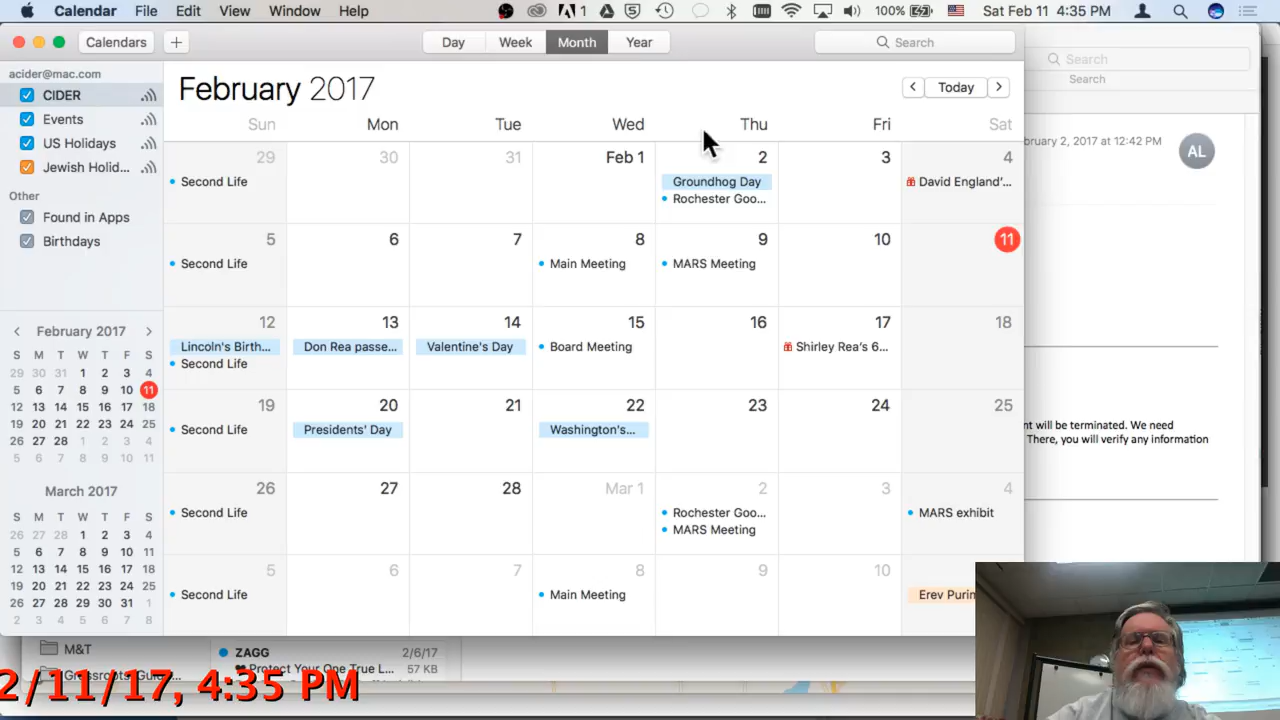 Calendar File Edit View Window Help 1 5 100% Sat Feb 11 4:35 PM
Calendars + Day Week Month Year Search
Search
Search
acider@mac.com
CIDER
Events
US Holidays
Jewish Holid...
Other
Found in Apps
Birthdays
February 2017
S M T W T F S
29 30 31 1 2 3 4
5 6 7 8 9 10 11
12 13 14 15 16 17 18
19 20 21 22 23 24 25
26 27 28 1 2 3 4
5 6 7 8 9 10 11
March 2017
S M T W T F S
26 27 28 1 2 3 4
5 6 7 8 9 10 11
12 13 14 15 16 17 18
19 20 21 22 23 24 25
26 27 28 29 30 31 1
2 3 4 5 6 7 8
February 2017 Today
Sun Mon Tue Wed Thu Fri Sat
29 30 31 Feb 1 2 3 4
Second Life Groundhog Day David England'...
Rochester Goo...
5 6 7 8 9 10 11
Second Life Main Meeting MARS Meeting
12 13 14 15 16 17 18
Lincoln's Birth... Don Rea passe... Valentine's Day Board Meeting Shirley Rea's 6...
Second Life
19 20 21 22 23 24 25
Second Life Presidents' Day Washington's...
26 27 28 Mar 1 2 3 4
Second Life Rochester Goo... MARS exhibit
MARS Meeting
5 6 7 8 9 10
Second Life Main Meeting Erev Purin
bruary 2, 2017 at 12:42 PM AL
nt will be terminated. We need
There, you will verify any information
M&T
ZAGG 2/6/17
Protect Your One True L... 57 KB
2/11/17, 4:35 PM